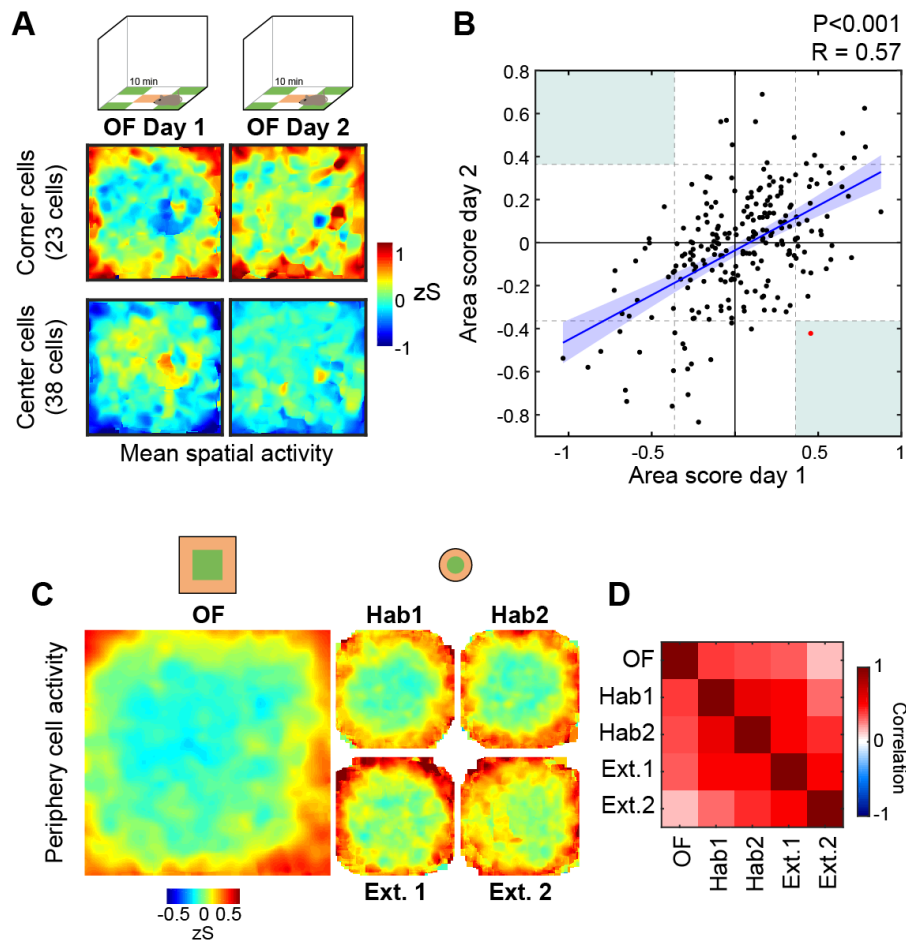 A
10 min
10 min
OF Day 1
OF Day 2
Corner cells
(23 cells)
Center cells
(38 cells)
1
0
-1
zS
Mean spatial activity
B
P<0.001
R = 0.57
0.8
0.6
0.4
0.2
0
-0.2
-0.4
-0.6
-0.8
Area score day 2
-1
-0.5
0
0.5
1
Area score day 1
C
OF
Hab1
Hab2
Periphery cell activity
Ext. 1
Ext. 2
-0.5 0 0.5
zS
D
OF
Hab1
Hab2
Ext.1
Ext.2
OF
Hab1
Hab2
Ext.1
Ext.2
1
0
-1
Correlation